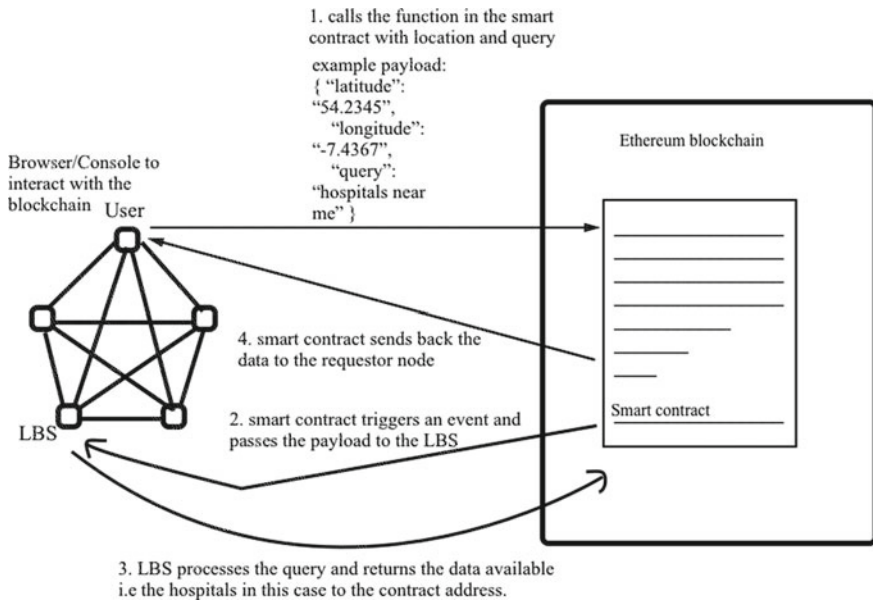 1. calls the function in the smart
contract with location and query
example payload:
{ “latitude”:
“54.2345”,
“longitude”:
“-7.4367”,
“query”:
“hospitals near
me” }
Browser/Console to
interact with the
blockchain
User
Ethereum blockchain
4. smart contract sends back the
data to the requestor node
2. smart contract triggers an event and
passes the payload to the LBS
Smart contract
LBS
3. LBS processes the query and returns the data available
i.e the hospitals in this case to the contract address.